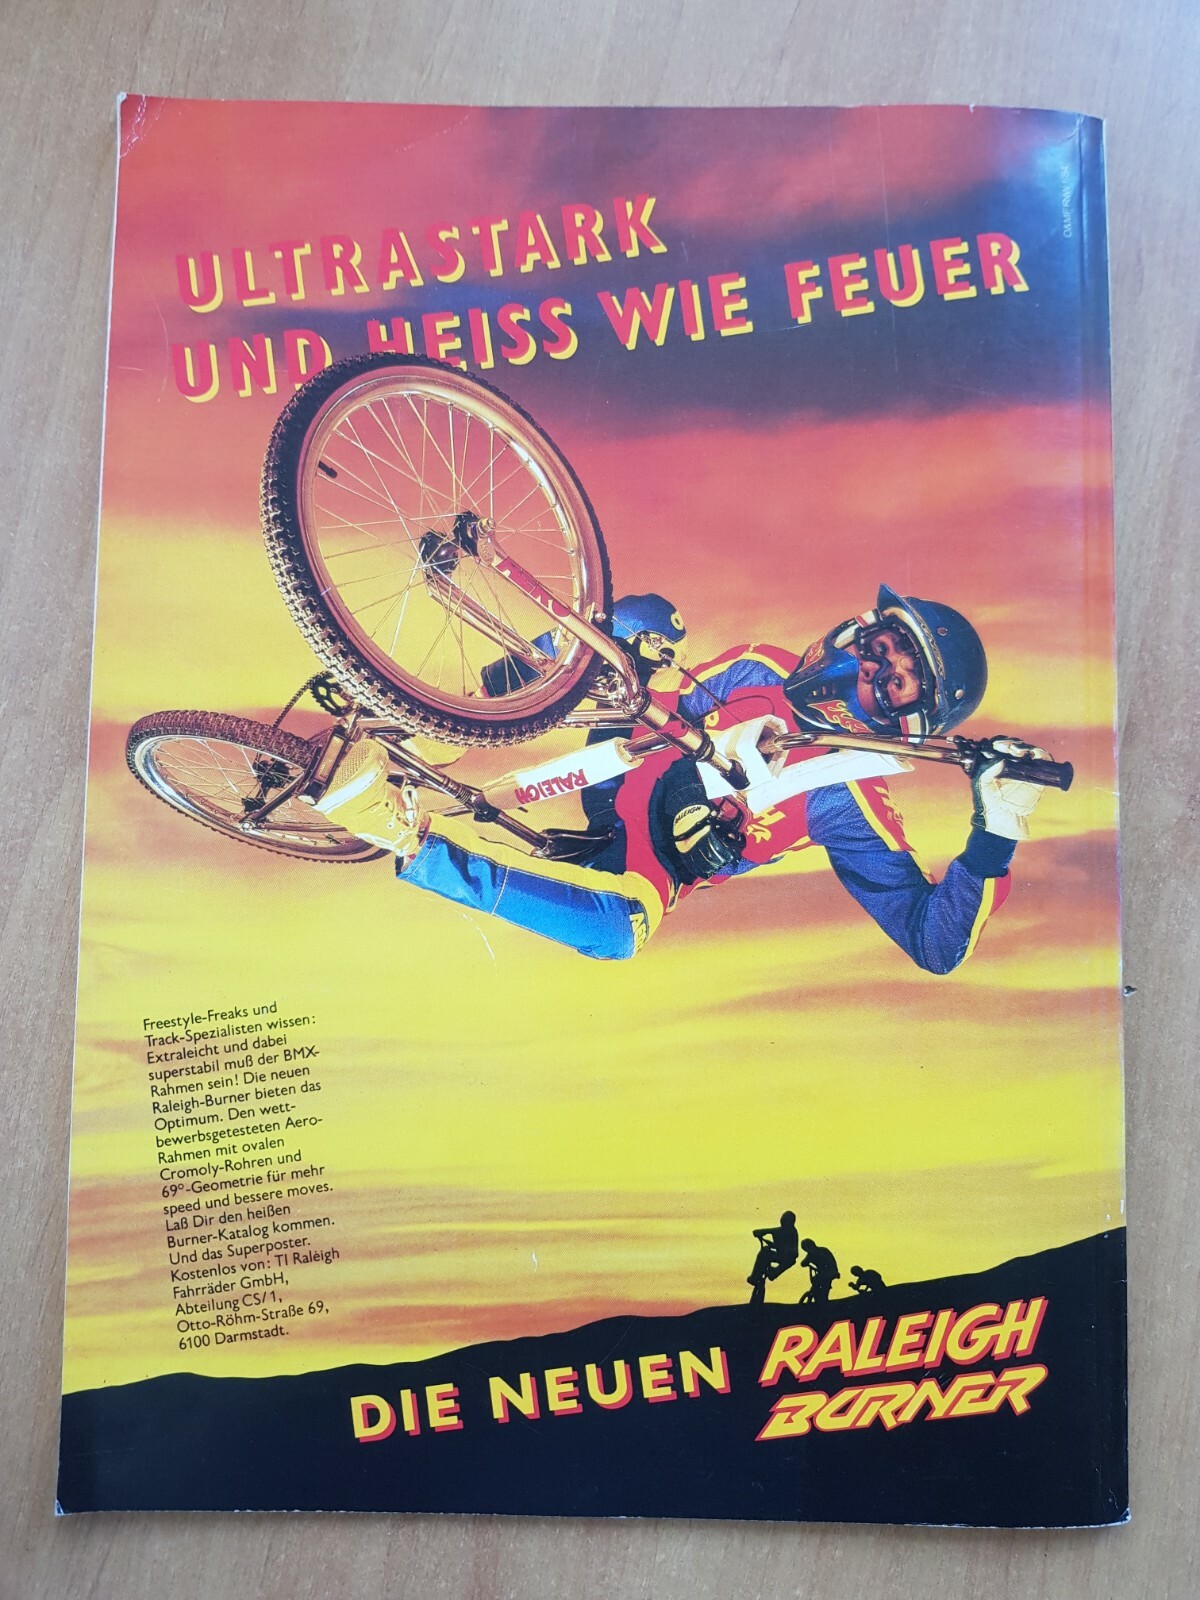 ULTRASTARK
UND HEISS WIE FEUER
RALEIGH
Freestyle-Freaks und
Track-Spezialisten wissen:
Extraleicht und dabei
superstabil muß der BMX-
Rahmen sein! Die neuen
Raleigh-Burner bieten das
Optimum. Den wett-
bewerbsgetesteten Aero-
Rahmen mit ovalen
Cromoly-Rohren und
69°-Geometrie für mehr
speed und bessere moves.
Laß Dir den heißen
Burner-Katalog kommen.
Und das Superposter.
Kostenlos von: TI Raleigh
Fahrräder GmbH,
Abteilung CS/1,
Otto-Röhm-Straße 69,
6100 Darmstadt.
DIE NEUEN RALEIGH
BURNER